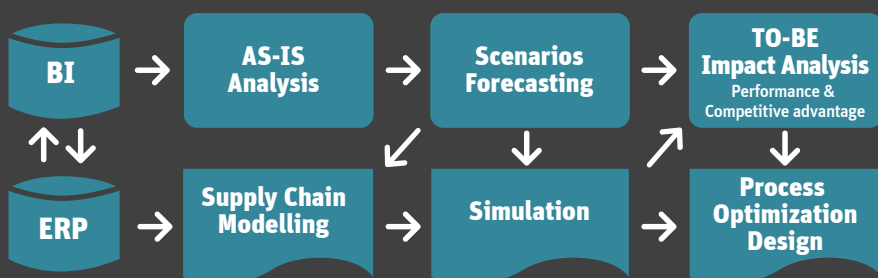 BI
AS-IS
Analysis
Scenarios
Forecasting
TO-BE
Impact Analysis
Performance &
Competitive advantage
ERP
Supply Chain
Modelling
Simulation
Process
Optimization
Design